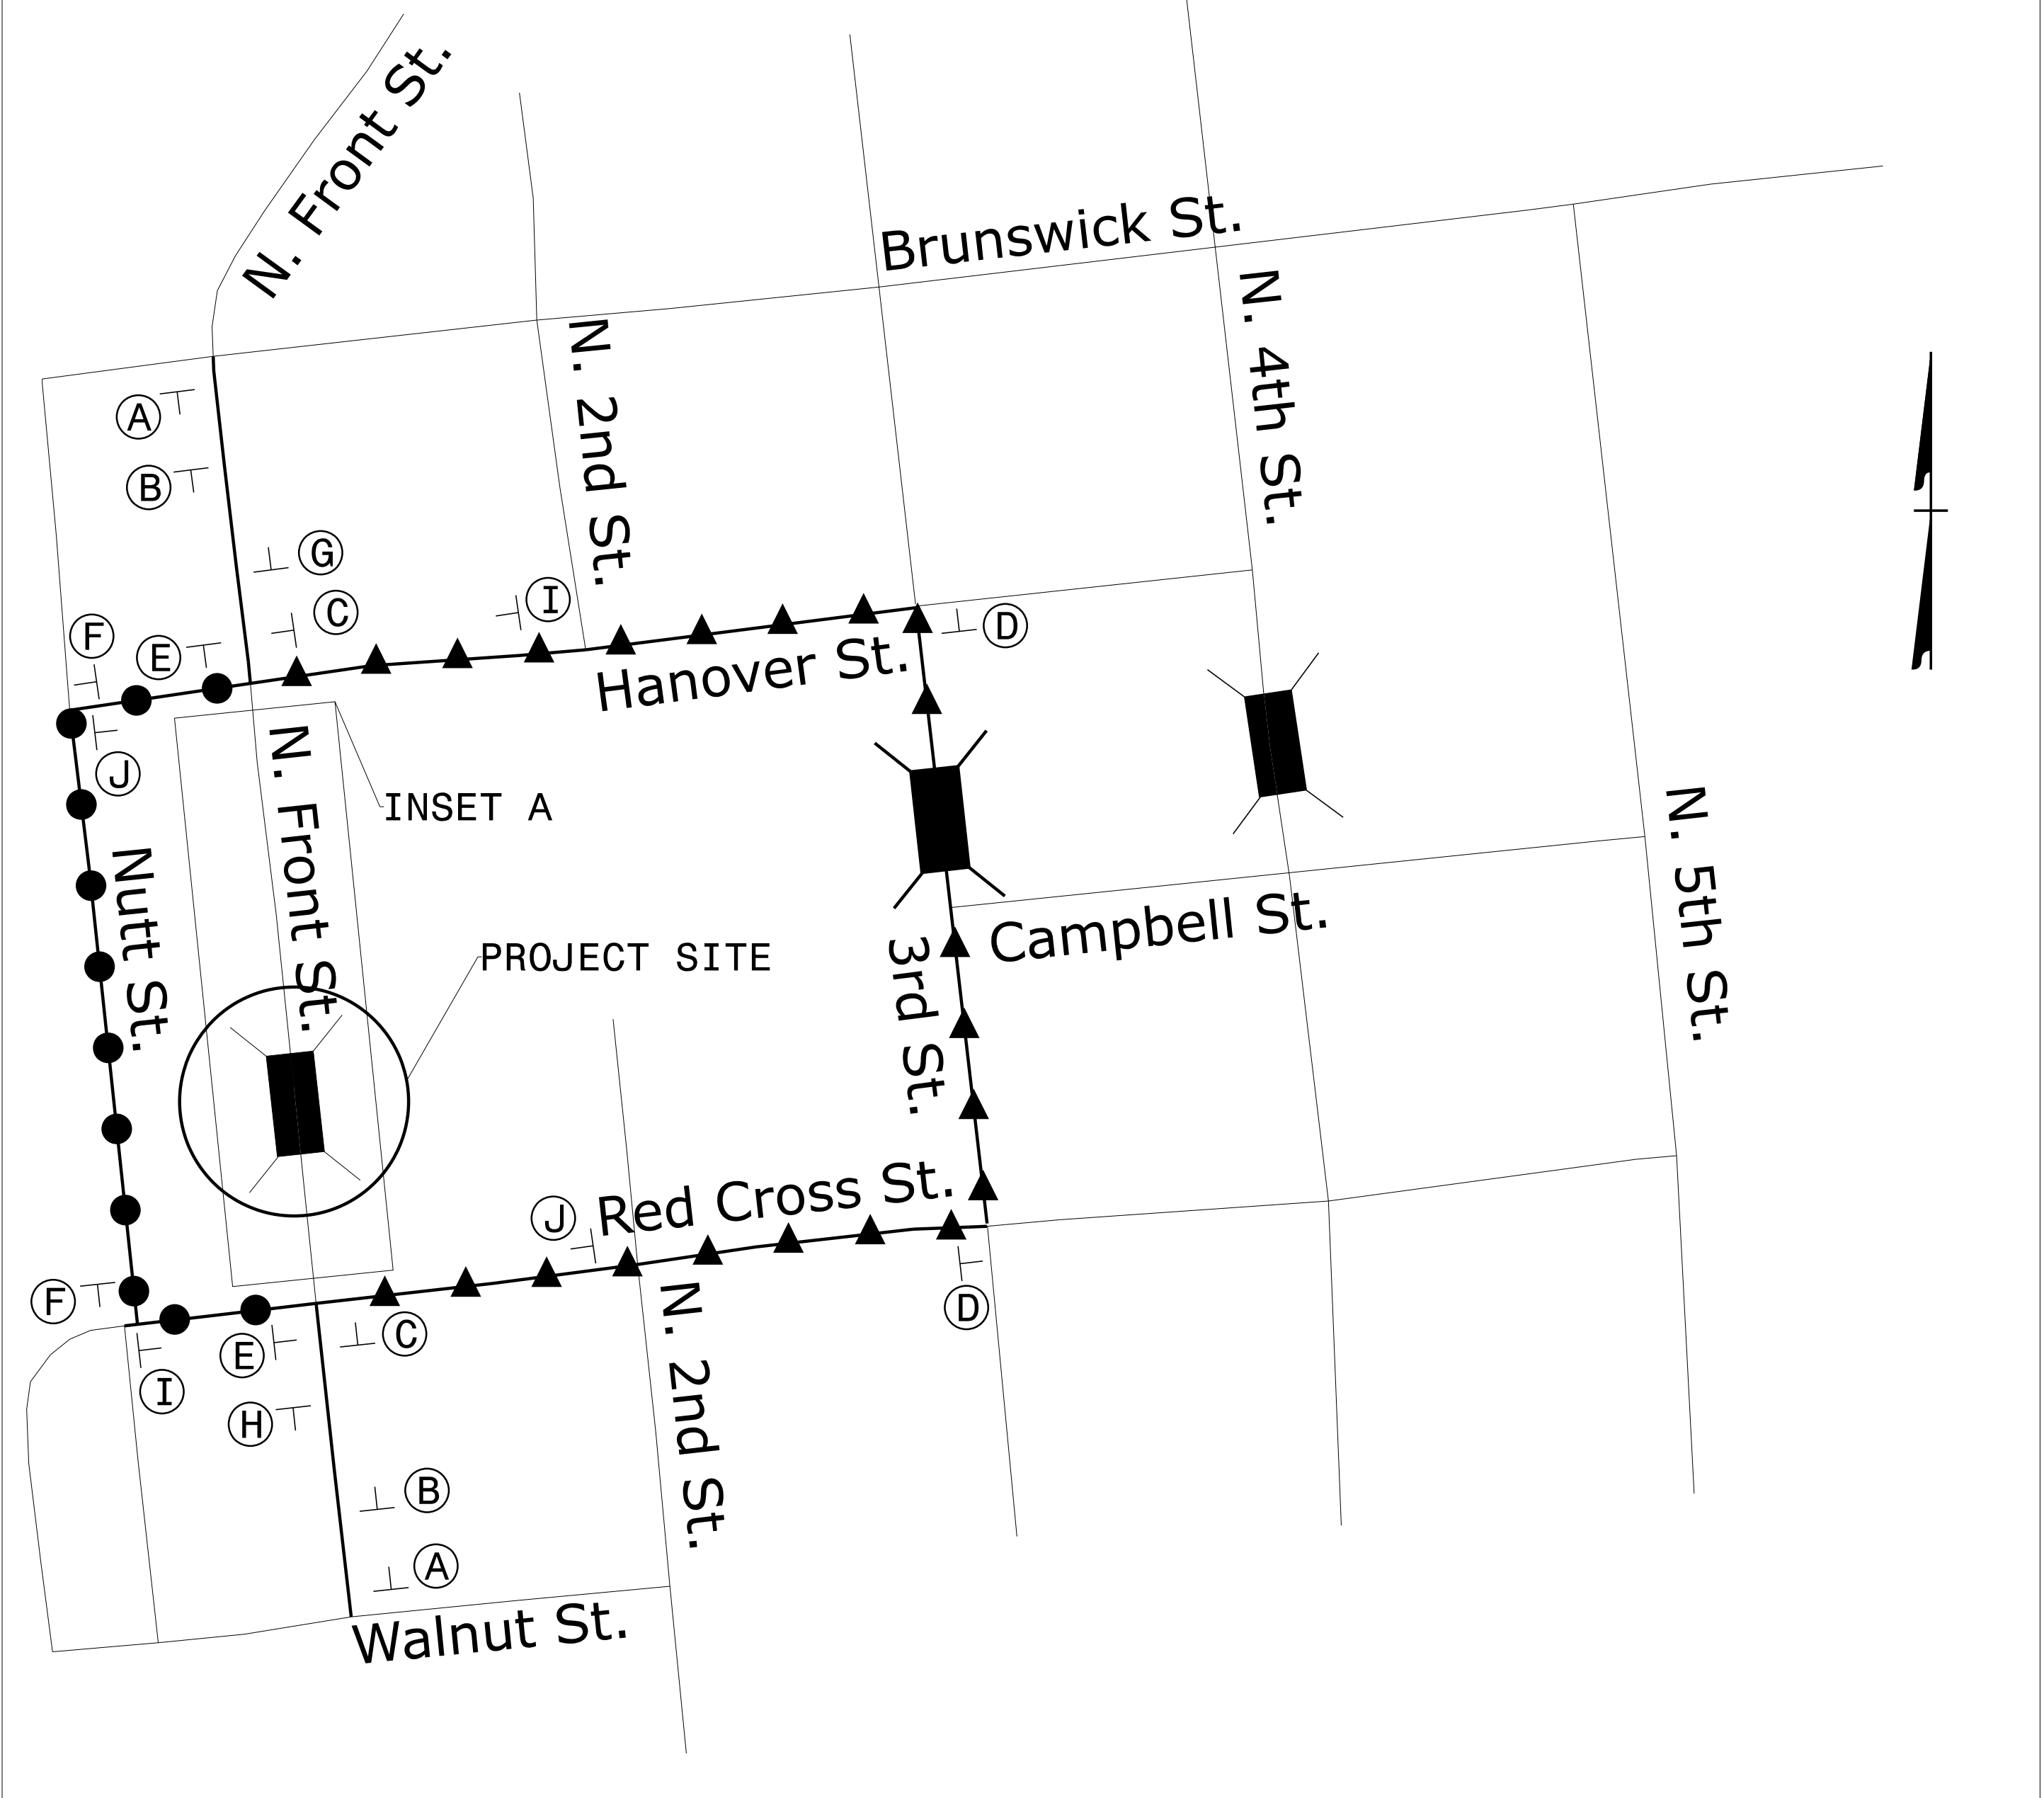 N. Front St.
Brunswick St.
N. 4th St.
N. 2nd St.
A
B
G
C
I
D
F
E
Hanover St.
J
N. Front St.
INSET A
N. 5th St.
Nutt St.
Campbell St.
3rd St.
PROJECT SITE
Red Cross St.
J
F
D
E
C
I
N. 2nd St.
H
B
A
Walnut St.